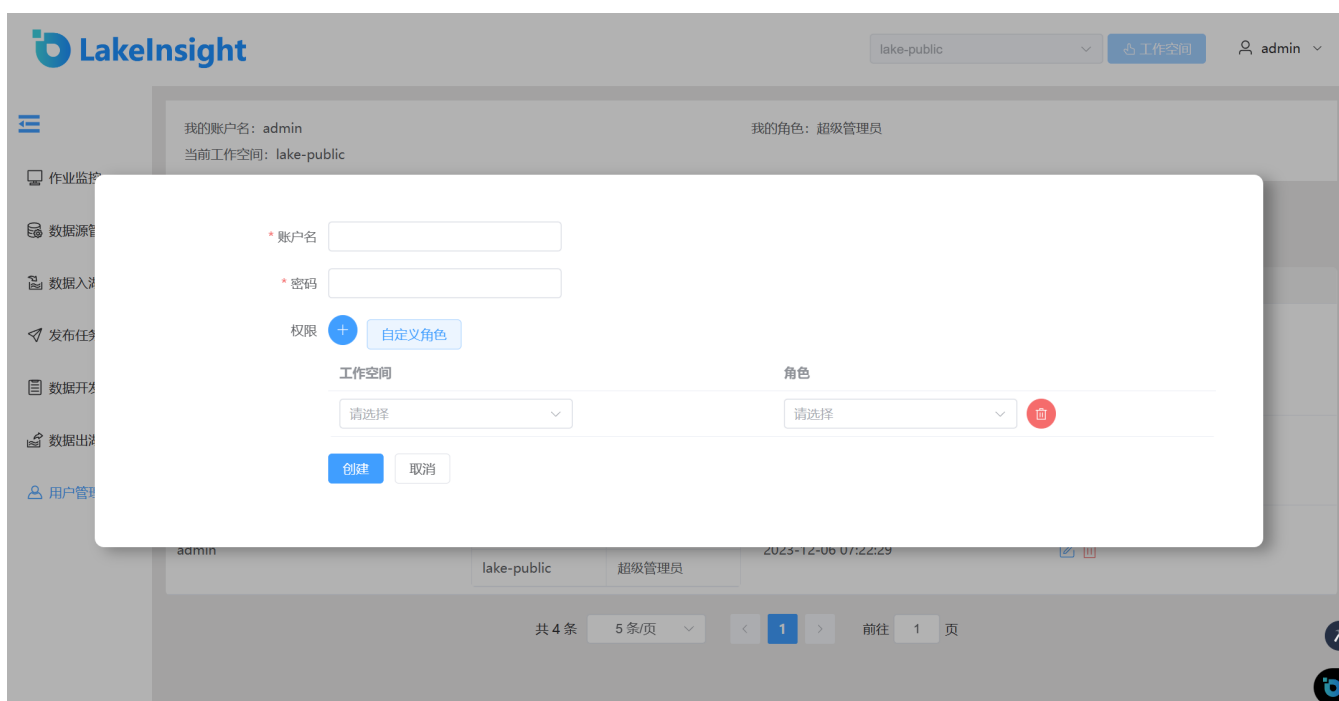 LakeInsight
lake-public
工作空间
admin
我的账户名：admin
我的角色：超级管理员
当前工作空间：lake-public
作业监控
数据源管
数据入湖
发布任务
数据开发
数据出湖
用户管理
* 账户名
* 密码
权限
自定义角色
工作空间
角色
请选择
请选择
创建
取消
admin
2023-12-06 07:22:29
lake-public
超级管理员
共 4 条
5 条/页
1
前往 1 页